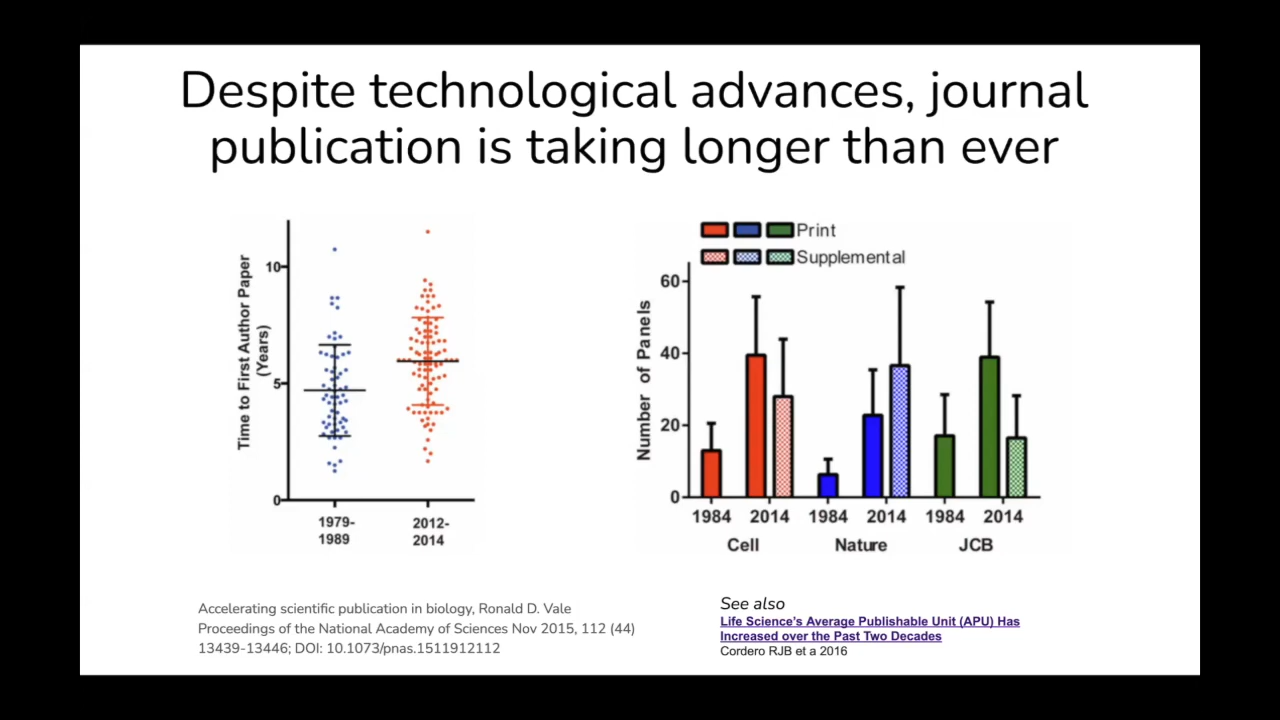 Despite technological advances, journal
publication is taking longer than ever
Time to First Author Paper
(Years)
10
5
0
1979-
1989
2012-
2014
Print
Supplemental
Number of Panels
60
40
20
0
1984 2014 1984 2014 1984 2014
Cell Nature JCB
Accelerating scientific publication in biology, Ronald D. Vale
Proceedings of the National Academy of Sciences Nov 2015, 112 (44)
13439-13446; DOI: 10.1073/pnas.1511912112
See also
Life Science's Average Publishable Unit (APU) Has
Increased over the Past Two Decades
Cordero RJB et a 2016